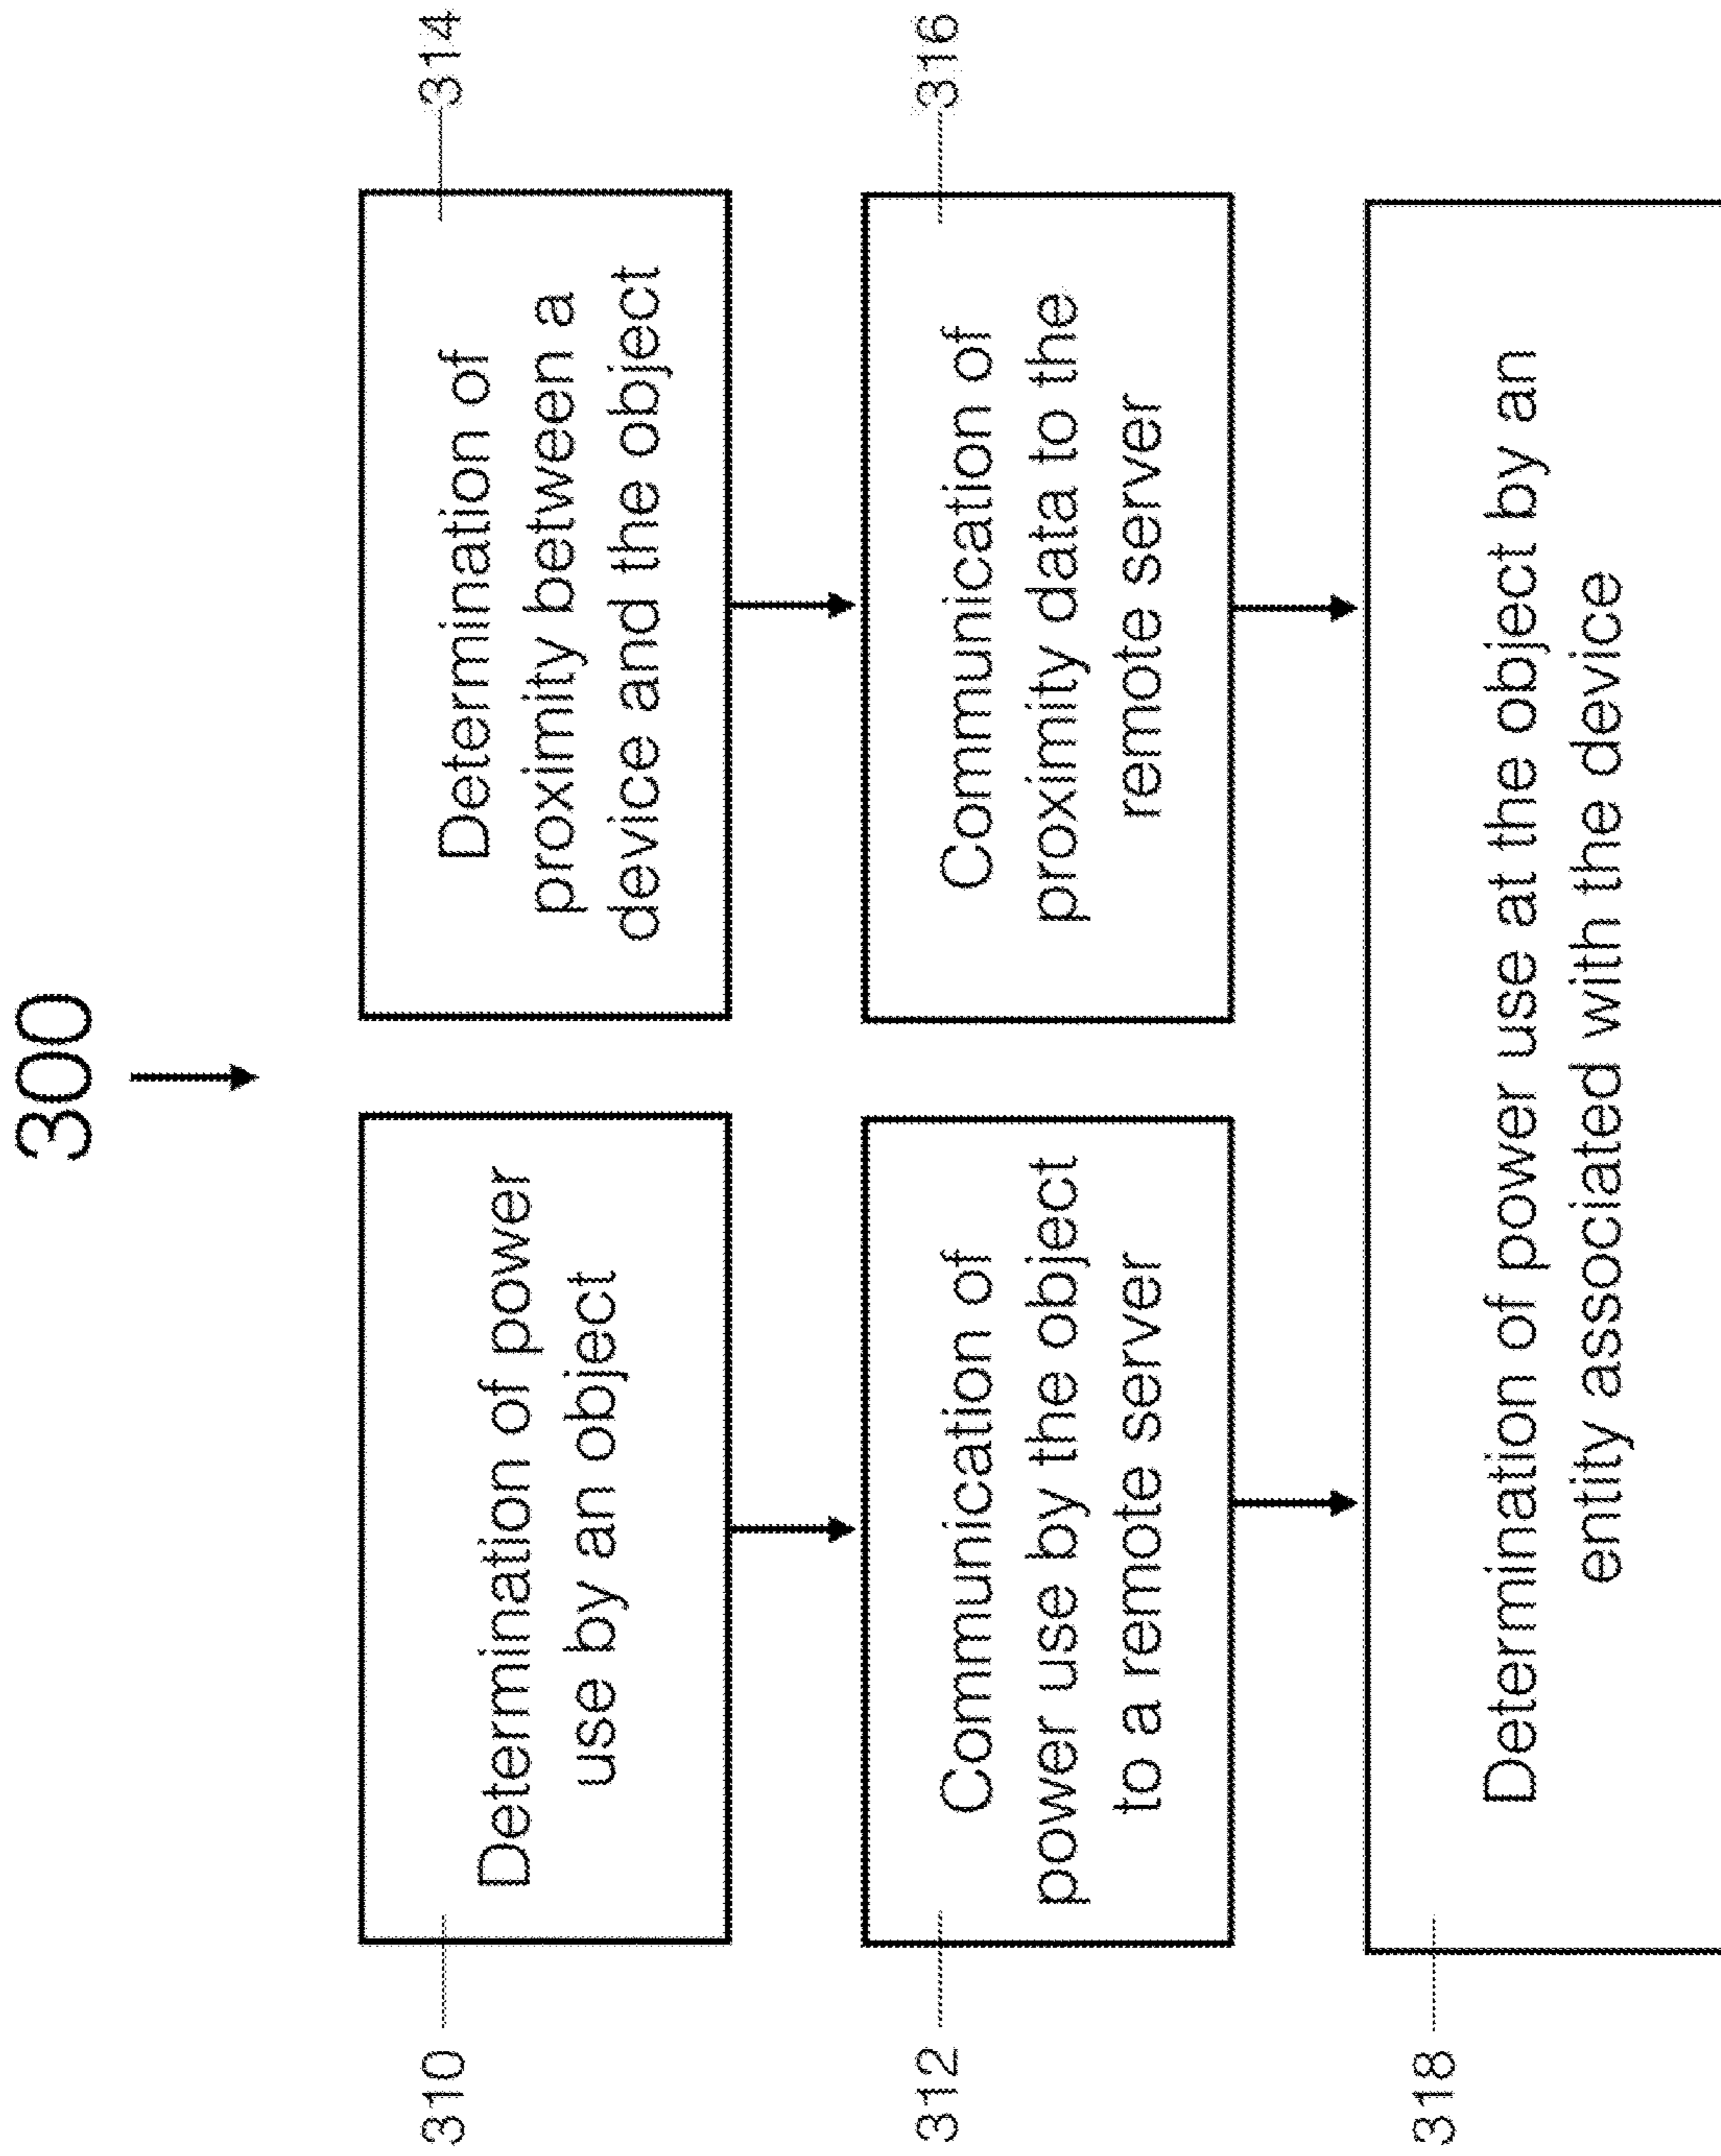 300
310
Determination of power
use by an object
314
Determination of
proximity between a
device and the object
312
Communication of
power use by the object
to a remote server
316
Communication of
proximity data to the
remote server
318
Determination of power use at the object by an
entity associated with the device